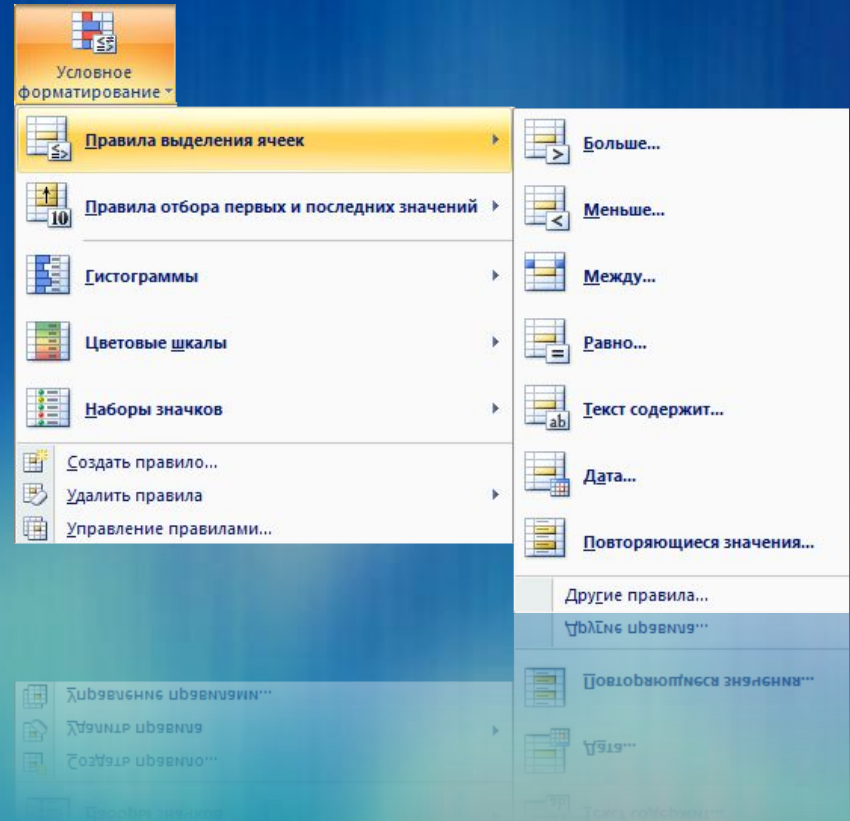 Условное
форматирование
Правила выделения ячеек
Правила отбора первых и последних значений
Гистограммы
Цветовые шкалы
Наборы значков
Создать правило...
Удалить правила
Управление правилами...
Больше...
Меньше...
Между...
Равно...
Текст содержит...
Дата...
Повторяющиеся значения...
Другие правила...